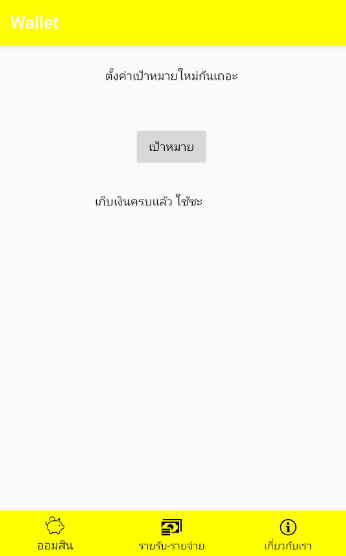 Wallet
ตั้งค่าเป้าหมายใหม่กันเถอะ
เป้าหมาย
เก็บเงินครบแล้ว ใช้ซะ
ออมสิน
รายรับ-รายจ่าย
เกี่ยวกับเรา